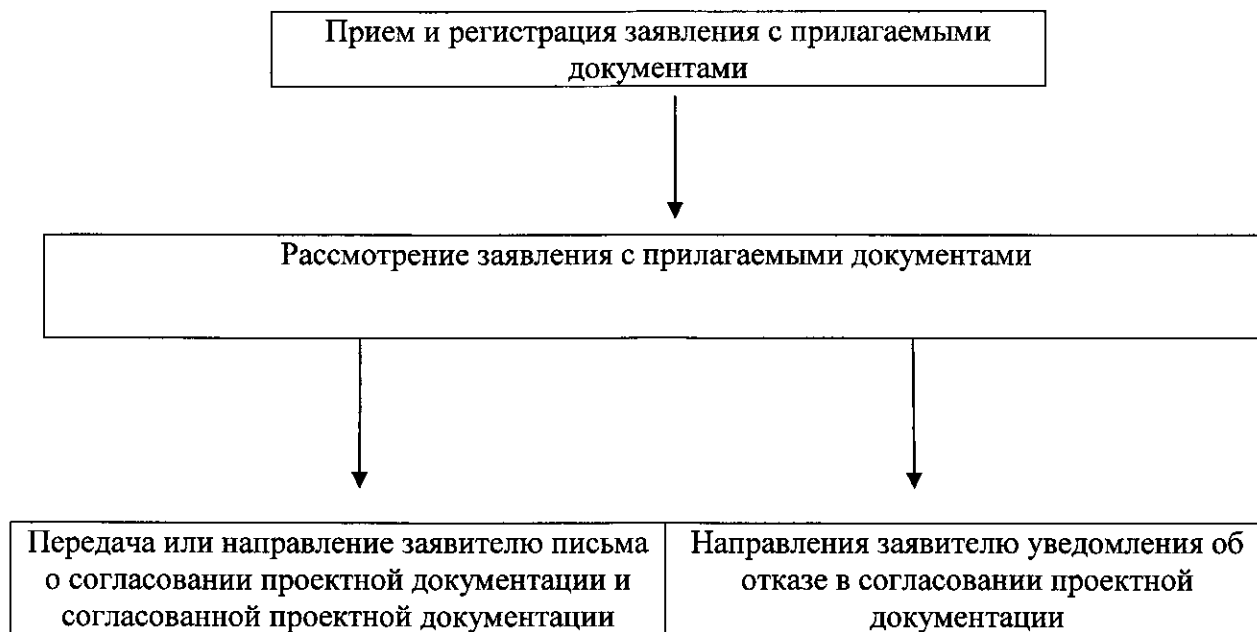 Прием и регистрация заявления с прилагаемыми
документами
Рассмотрение заявления с прилагаемыми документами
Передача или направление заявителю письма
о согласовании проектной документации и
согласованной проектной документации
Направления заявителю уведомления об
отказе в согласовании проектной
документации